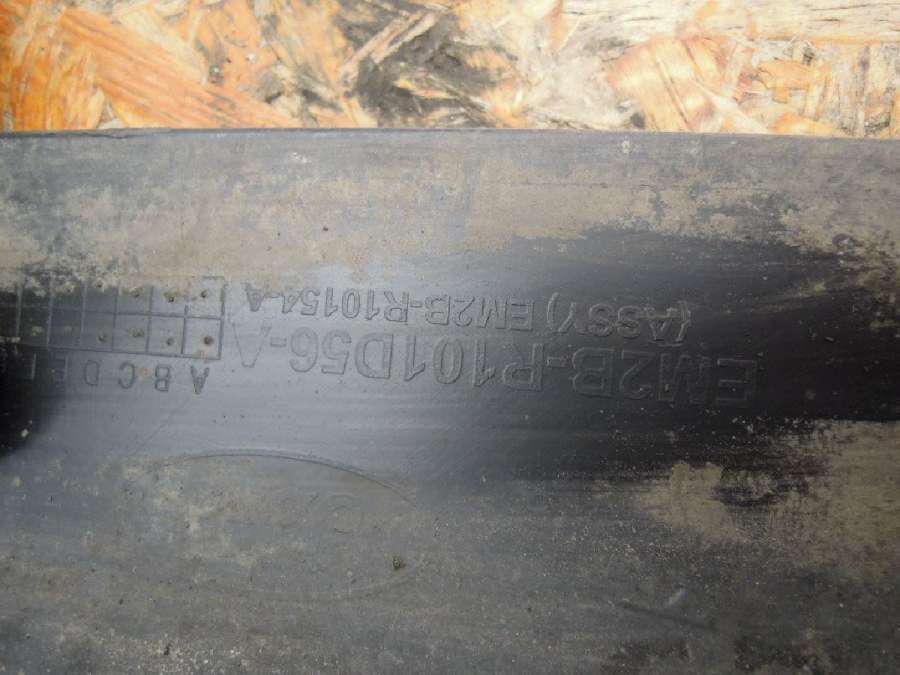 EM2B-R101D56-A
(ASSY) EM2B-R10154-A
A B C D E